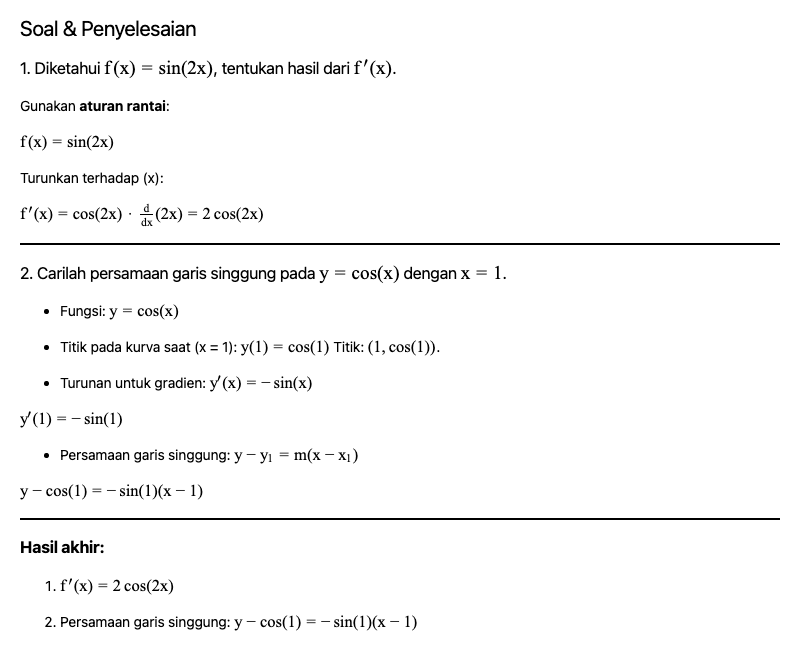 Soal & Penyelesaian
1. Diketahui f(x) = sin(2x), tentukan hasil dari f′(x).
Gunakan aturan rantai:
f(x) = sin(2x)
Turunkan terhadap (x):
f′(x) = cos(2x) · d/dx (2x) = 2 cos(2x)
2. Carilah persamaan garis singgung pada y = cos(x) dengan x = 1.
• Fungsi: y = cos(x)
• Titik pada kurva saat (x = 1): y(1) = cos(1) Titik: (1, cos(1)).
• Turunan untuk gradien: y′(x) = − sin(x)
y′(1) = − sin(1)
• Persamaan garis singgung: y − y₁ = m(x − x₁)
y − cos(1) = − sin(1)(x − 1)
Hasil akhir:
1. f′(x) = 2 cos(2x)
2. Persamaan garis singgung: y − cos(1) = − sin(1)(x − 1)